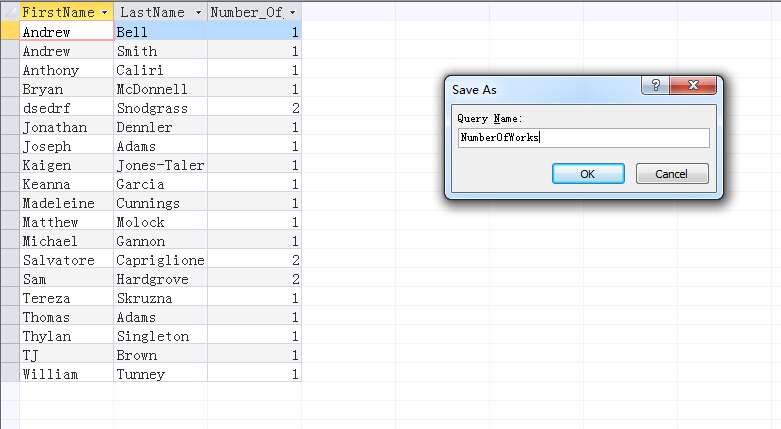 FirstName LastName Number_Of_
Andrew Bell 1
Andrew Smith 1
Anthony Caliri 1
Bryan McDonnell 1
dsedrf Snodgrass 2
Jonathan Dennler 1
Joseph Adams 1
Kaigen Jones-Taler 1
Keanna Garcia 1
Madeleine Cunnings 1
Matthew Molock 1
Michael Gannon 1
Salvatore Capriglione 2
Sam Hardgrove 2
Tereza Skruzna 1
Thomas Adams 1
Thylan Singleton 1
TJ Brown 1
William Tunney 1
Save As
Query Name:
NumberOfWorks
OK Cancel